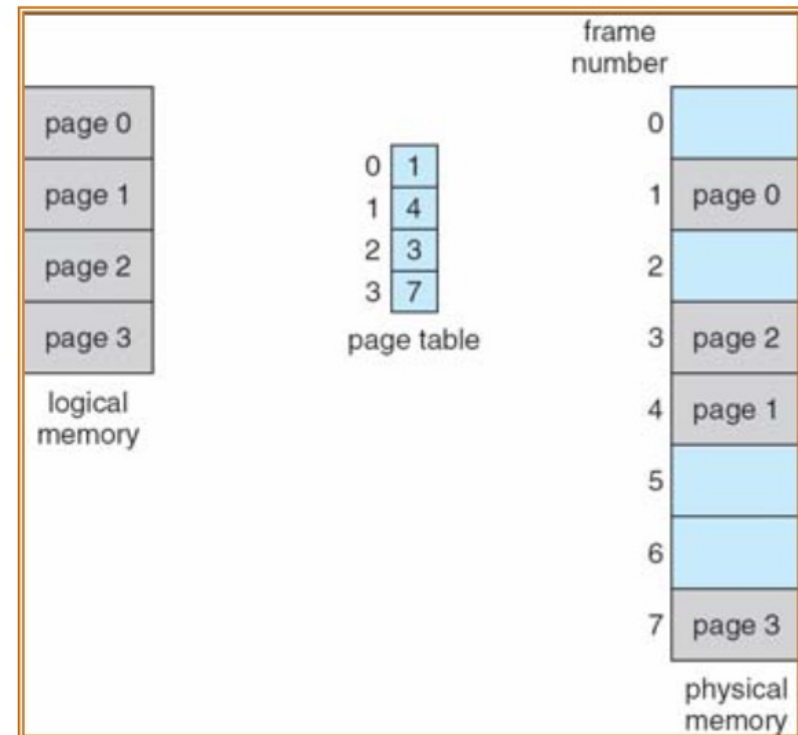 page 0
page 1
page 2
page 3
logical
memory
0 1
1 4
2 3
3 7
page table
frame
number
0
1 page 0
2
3 page 2
4 page 1
5
6
7 page 3
physical
memory